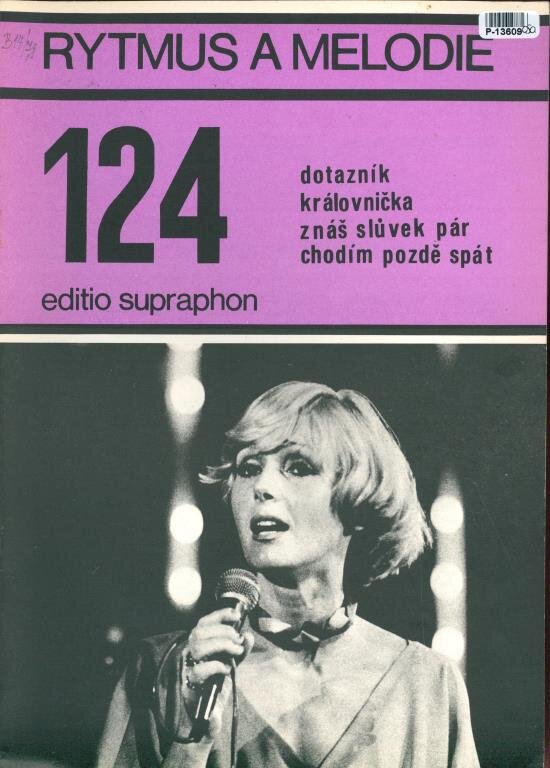 P-13609
RYTMUS A MELODIE
124
dotazník
královnička
znáš slůvek pár
chodím pozdě spát
editio supraphon